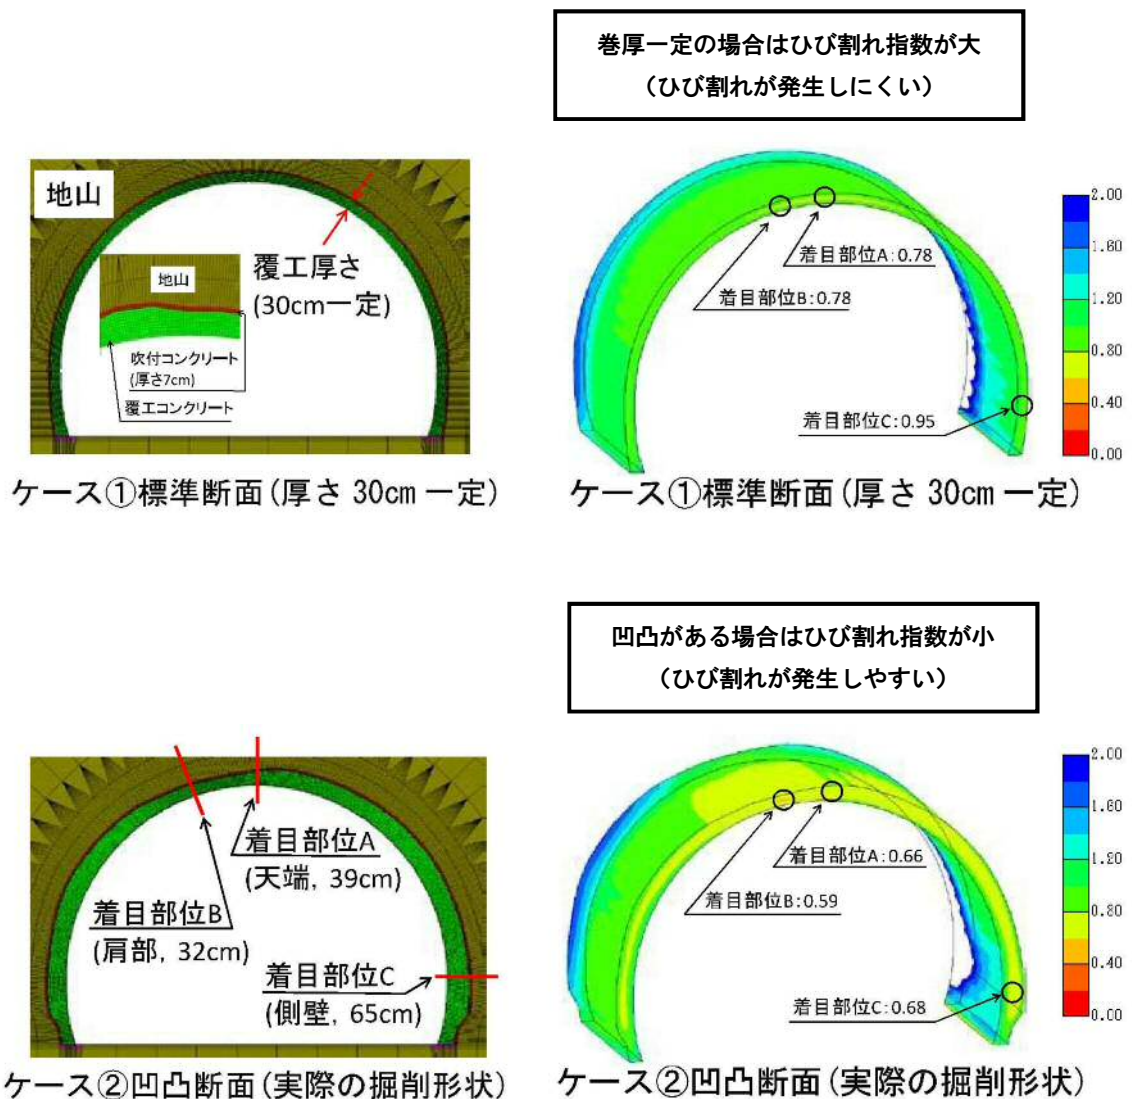 巻厚一定の場合はひび割れ指数が大
（ひび割れが発生しにくい）
地山
覆工厚さ
(30cm一定)
地山
吹付コンクリート
(厚さ7cm)
覆工コンクリート
着目部位A:0.78
着目部位B:0.78
着目部位C:0.95
2.00
1.60
1.20
0.80
0.40
0.00
ケース①標準断面(厚さ 30cm 一定)
ケース①標準断面(厚さ 30cm 一定)
凹凸がある場合はひび割れ指数が小
（ひび割れが発生しやすい）
着目部位A
(天端, 39cm)
着目部位B
(肩部, 32cm)
着目部位C
(側壁, 65cm)
着目部位A:0.66
着目部位B:0.59
着目部位C:0.68
2.00
1.60
1.20
0.80
0.40
0.00
ケース②凹凸断面(実際の掘削形状)
ケース②凹凸断面(実際の掘削形状)